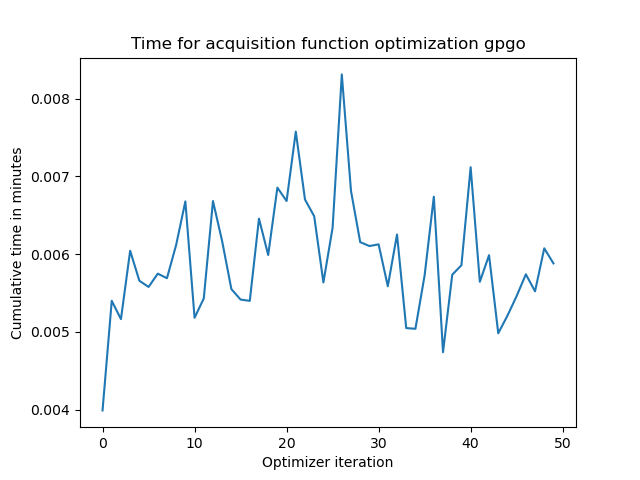 Time for acquisition function optimization gpgo
Cumulative time in minutes
0.008
0.007
0.006
0.005
0.004
0 10 20 30 40 50
Optimizer iteration